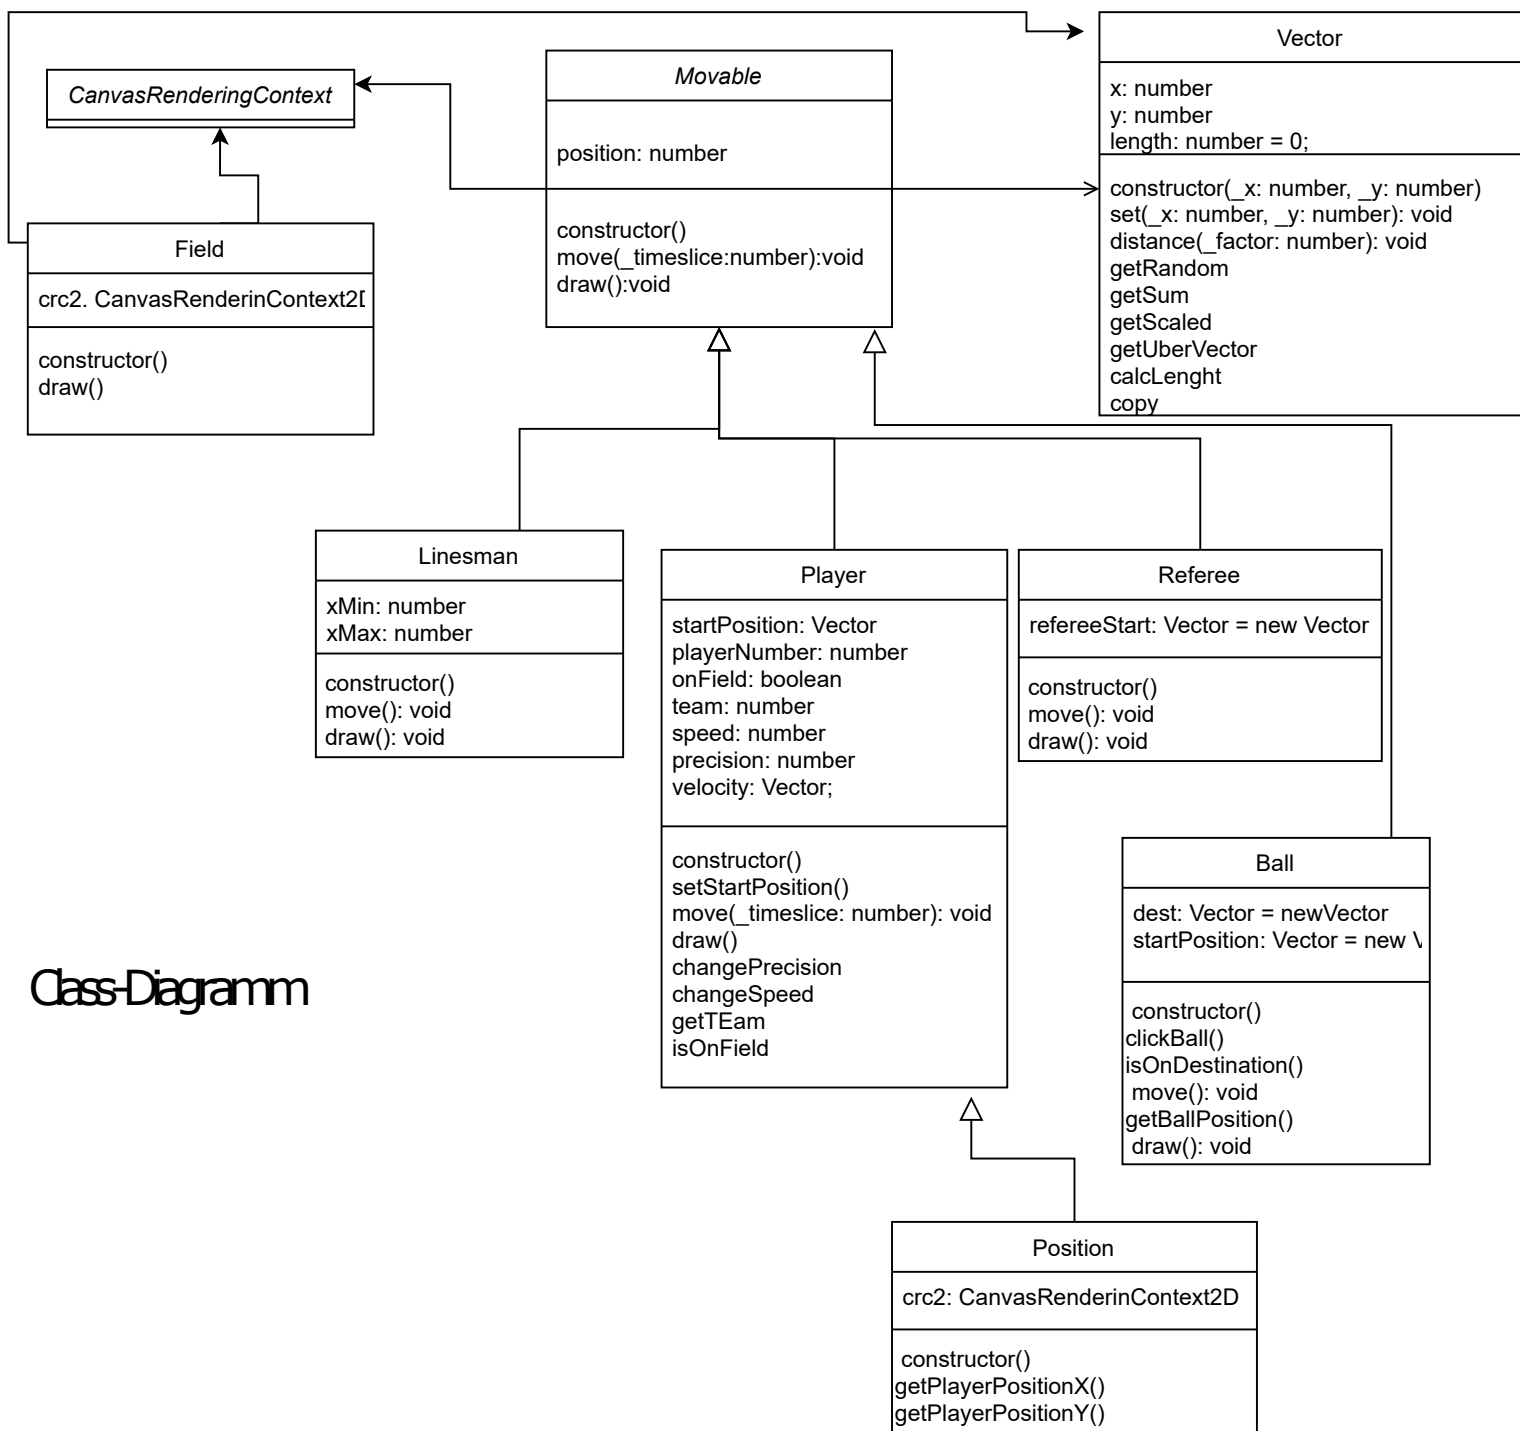 CanvasRenderingContext
Field
crc2. CanvasRenderinContext2D
constructor()
draw()
Movable
position: number
constructor()
move(_timeslice:number):void
draw():void
Vector
x: number
y: number
length: number = 0;
constructor(_x: number, _y: number)
set(_x: number, _y: number): void
distance(_factor: number): void
getRandom
getSum
getScaled
getUberVector
calcLenght
copy
Linesman
xMin: number
xMax: number
constructor()
move(): void
draw(): void
Player
startPosition: Vector
playerNumber: number
onField: boolean
team: number
speed: number
precision: number
velocity: Vector;
constructor()
setStartPosition()
move(_timeslice: number): void
draw()
changePrecision
changeSpeed
getTEam
isOnField
Referee
refereeStart: Vector = new Vector
constructor()
move(): void
draw(): void
Ball
dest: Vector = newVector
startPosition: Vector = new V
constructor()
clickBall()
isOnDestination()
move(): void
getBallPosition()
draw(): void
Class-Diagramm
Position
crc2: CanvasRenderinContext2D
constructor()
getPlayerPositionX()
getPlayerPositionY()